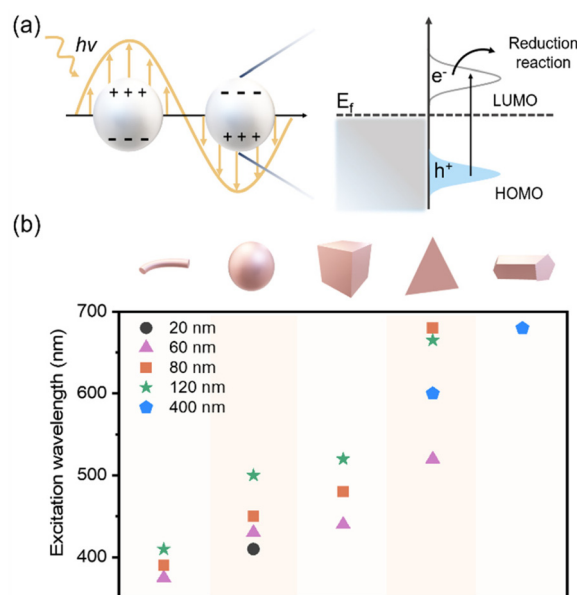 (a)
hν
+ + +
- - -
- - -
+ + +
E_f
e⁻
Reduction
reaction
LUMO
h⁺
HOMO
(b)
Excitation wavelength (nm)
700
600
500
400
20 nm
60 nm
80 nm
120 nm
400 nm